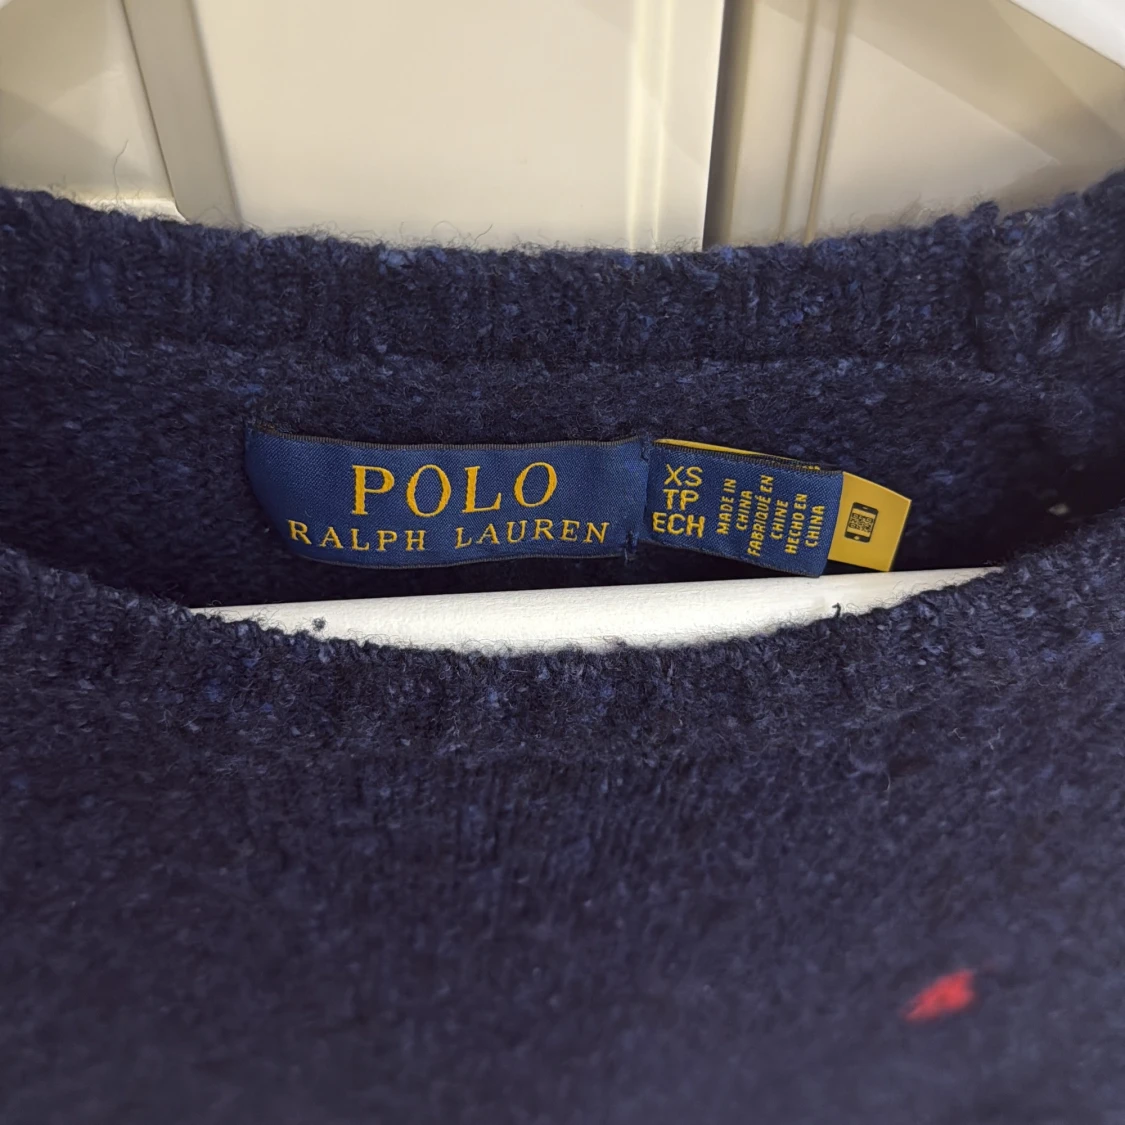 POLO
RALPH LAUREN
XS
TP
ECH
MADE IN
CHINA
FABRIQUÉ EN
CHINE
HECHO EN
CHINA